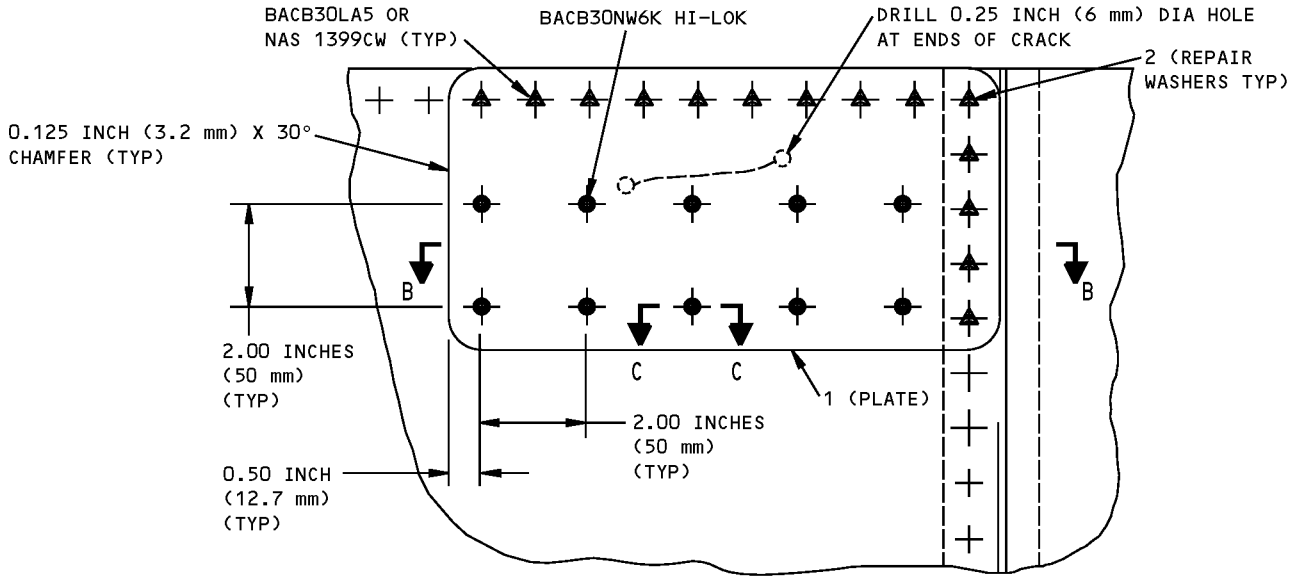 BACB30LA5 OR
NAS 1399CW (TYP)
BACB30NW6K HI-LOK
DRILL 0.25 INCH (6 mm) DIA HOLE
AT ENDS OF CRACK
2 (REPAIR
WASHERS TYP)
0.125 INCH (3.2 mm) X 30°
CHAMFER (TYP)
B
B
2.00 INCHES
(50 mm)
(TYP)
C
C
1 (PLATE)
2.00 INCHES
(50 mm)
(TYP)
0.50 INCH
(12.7 mm)
(TYP)